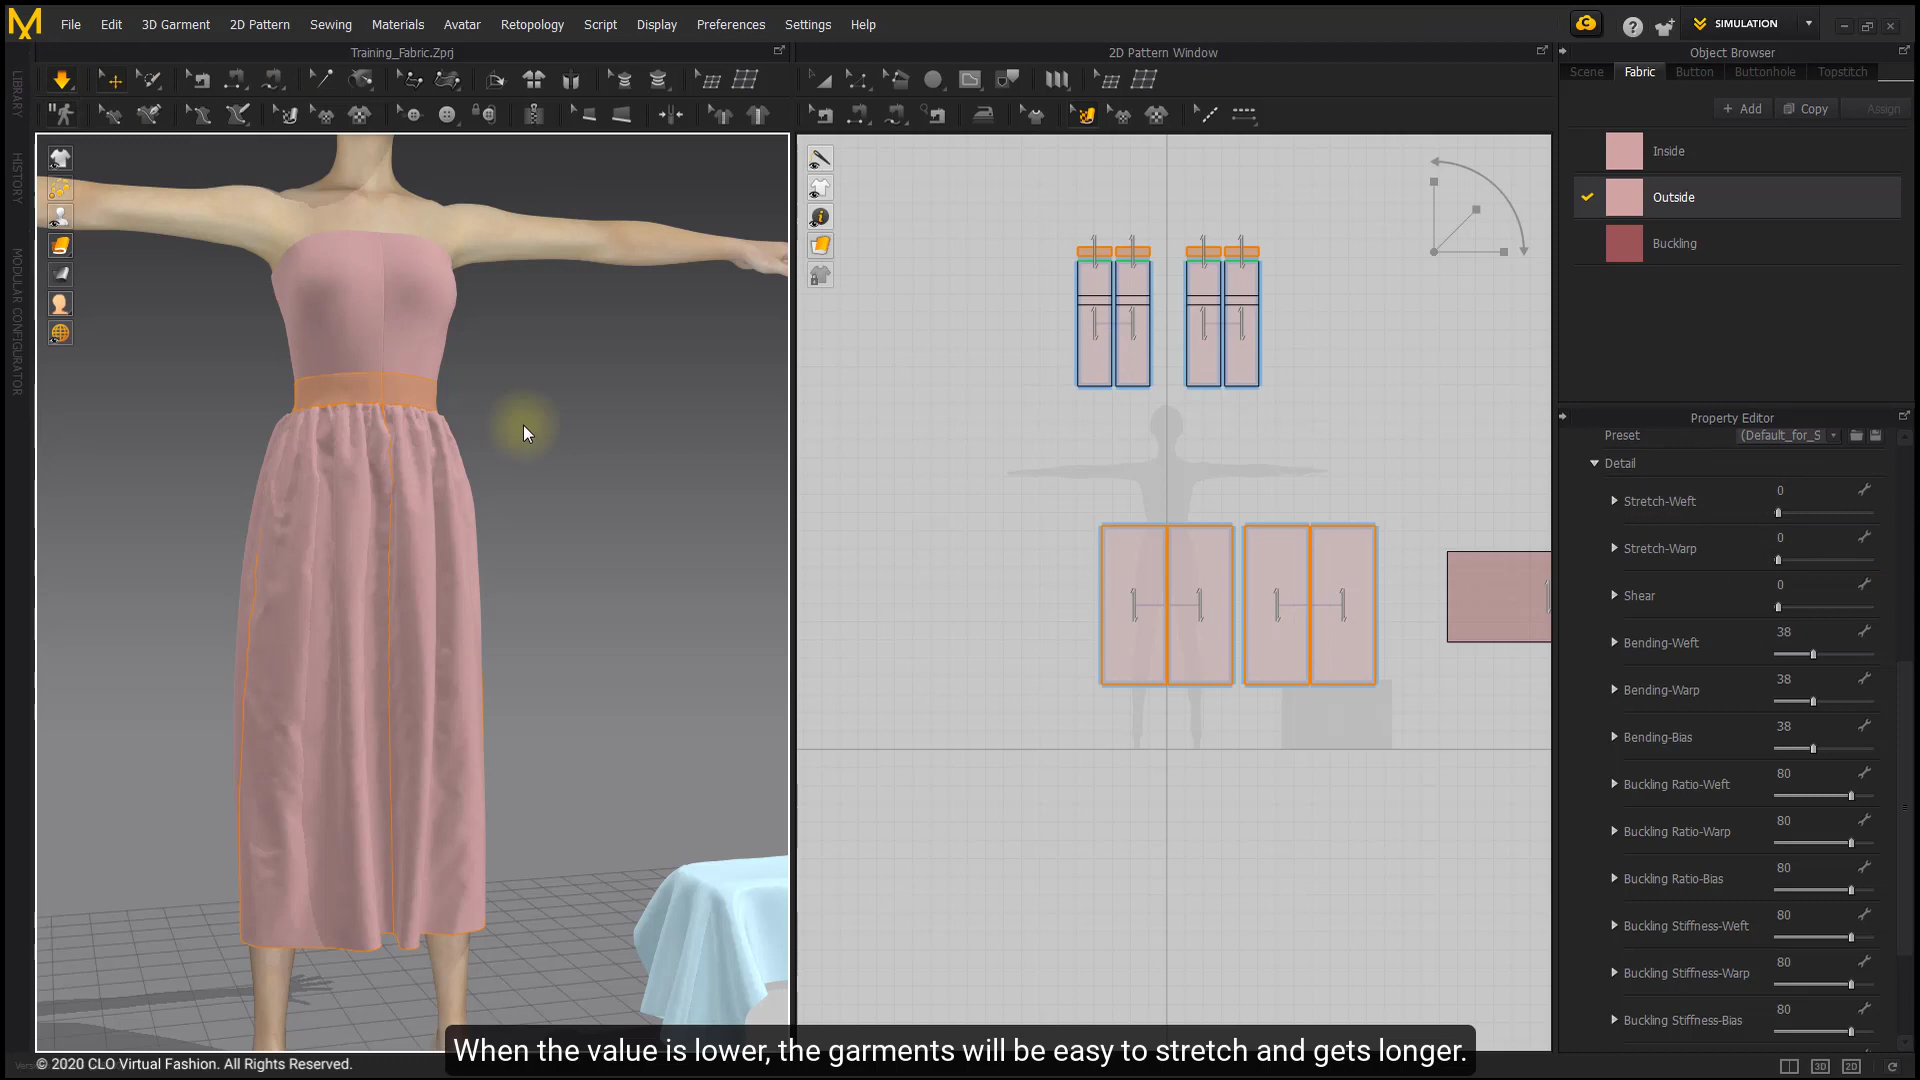 File Edit 3D Garment 2D Pattern Sewing Materials Avatar Retopology Script Display Preferences Settings Help
SIMULATION
Training_Fabric.Zprj
2D Pattern Window
Object Browser
Scene Fabric Button Buttonhole Topstitch
+ Add Copy Assign
Inside
Outside
Buckling
LIBRARY
HISTORY
MODULAR CONFIGURATOR
Property Editor
Preset (Default_for_S
Detail
Stretch-Weft 0
Stretch-Warp 0
Shear 0
Bending-Weft 38
Bending-Warp 38
Bending-Bias 38
Buckling Ratio-Weft 80
Buckling Ratio-Warp 80
Buckling Ratio-Bias 80
Buckling Stiffness-Weft 80
Buckling Stiffness-Warp 80
Buckling Stiffness-Bias 80
When the value is lower, the garments will be easy to stretch and gets longer.
© 2020 CLO Virtual Fashion. All Rights Reserved.
3D 2D